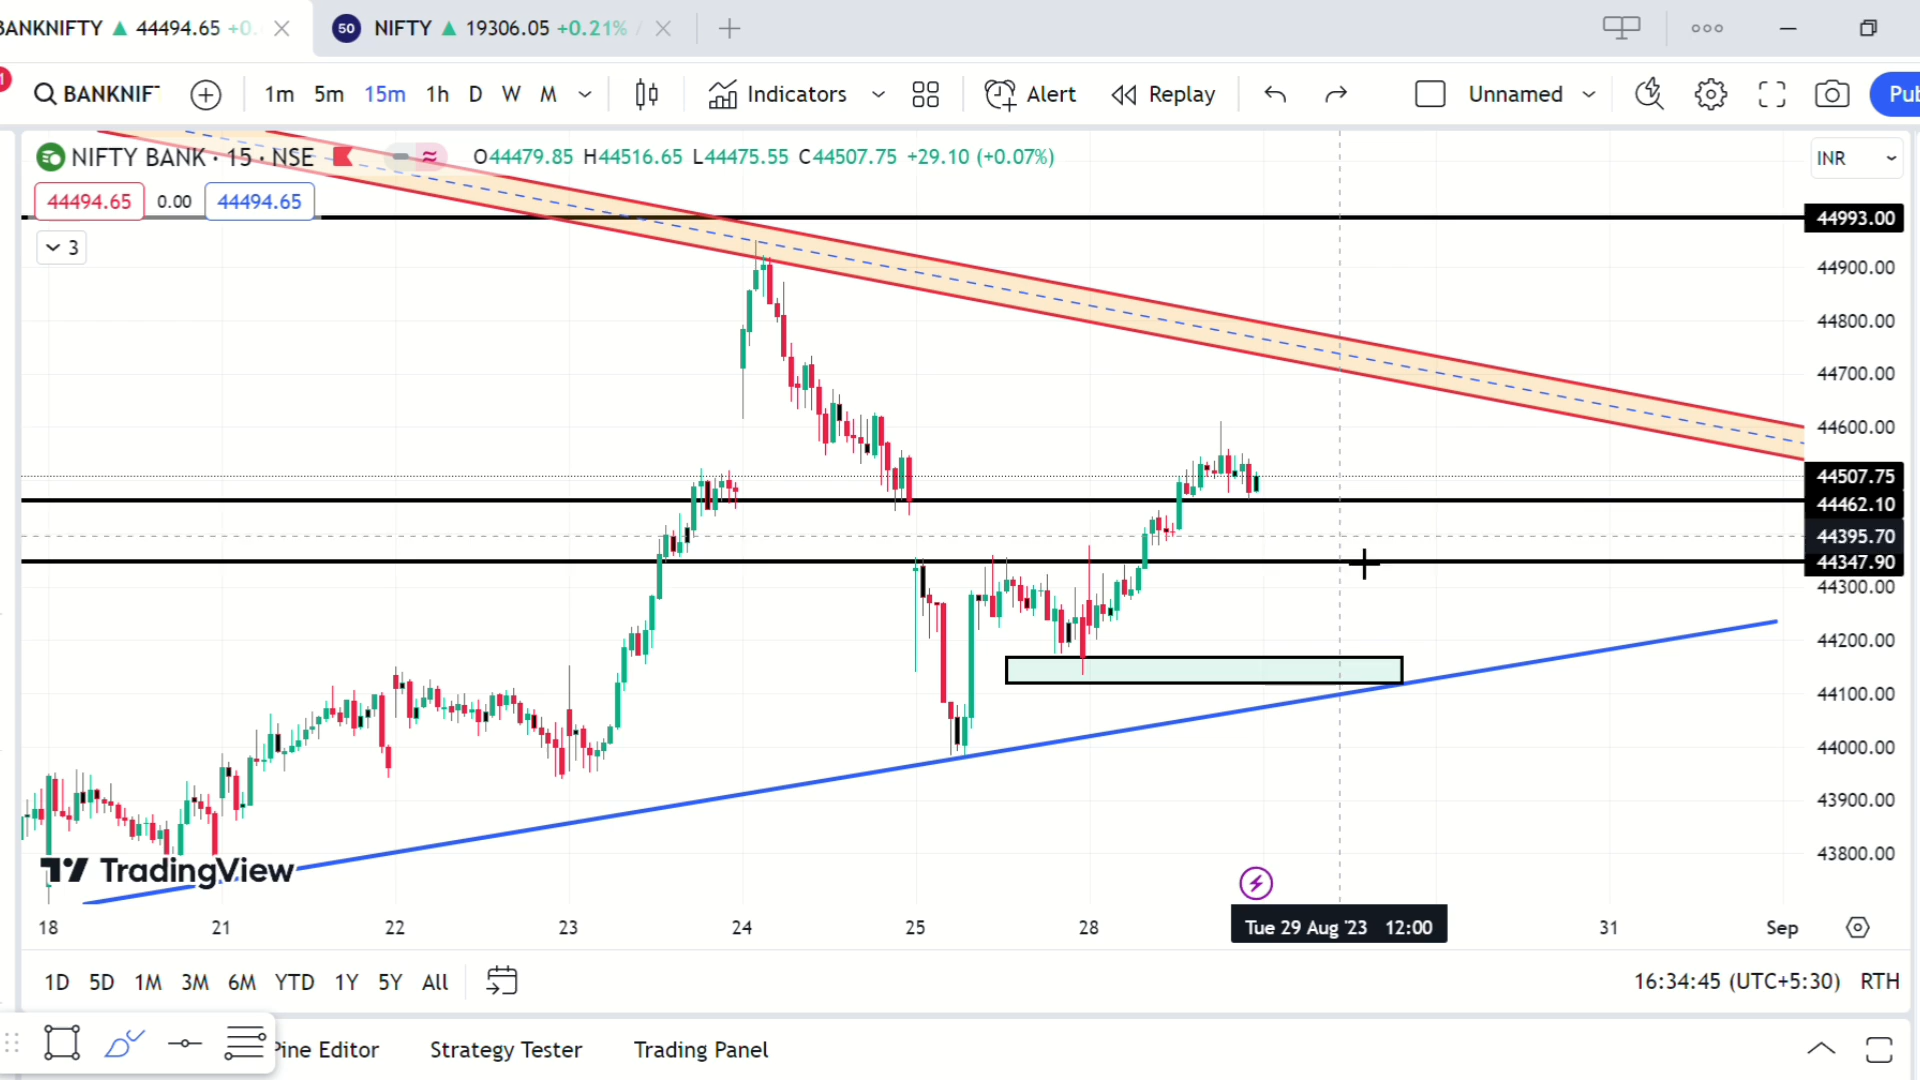 BANKNIFTY ▲ 44494.65 +0.
50 NIFTY ▲ 19306.05 +0.21%
1
BANKNIF
1m 5m 15m 1h D W M
Indicators
Alert
Replay
Unnamed
Pu
NIFTY BANK · 15 · NSE
O44479.85 H44516.65 L44475.55 C44507.75 +29.10 (+0.07%)
INR
44494.65 0.00 44494.65
3
44993.00
44900.00
44800.00
44700.00
44600.00
44507.75
44462.10
44395.70
44347.90
44300.00
44200.00
44100.00
44000.00
43900.00
43800.00
TradingView
18 21 22 23 24 25 28 Tue 29 Aug '23 12:00 31 Sep
1D 5D 1M 3M 6M YTD 1Y 5Y All
16:34:45 (UTC+5:30) RTH
Pine Editor Strategy Tester Trading Panel